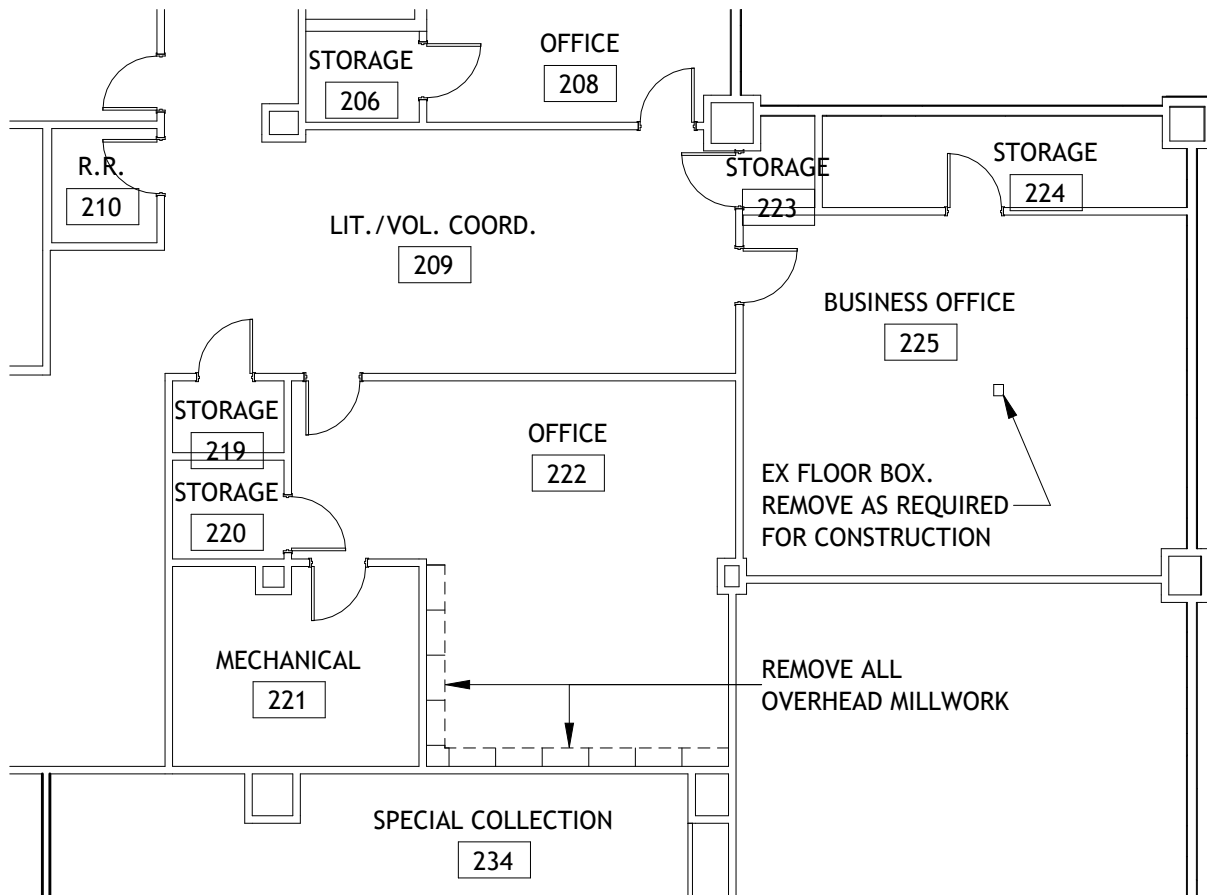 OFFICE
208
STORAGE
206
R.R.
210
STORAGE
223
STORAGE
224
LIT./VOL. COORD.
209
BUSINESS OFFICE
225
STORAGE
219
STORAGE
220
OFFICE
222
EX FLOOR BOX.
REMOVE AS REQUIRED
FOR CONSTRUCTION
MECHANICAL
221
REMOVE ALL
OVERHEAD MILLWORK
SPECIAL COLLECTION
234